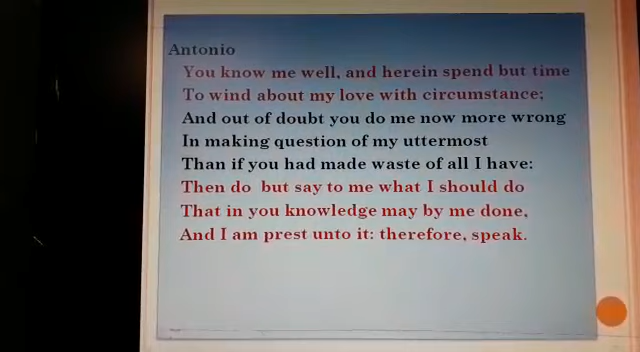 Antonio
You know me well, and herein spend but time
To wind about my love with circumstance;
And out of doubt you do me now more wrong
In making question of my uttermost
Than if you had made waste of all I have:
Then do but say to me what I should do
That in you knowledge may by me done,
And I am prest unto it: therefore, speak.